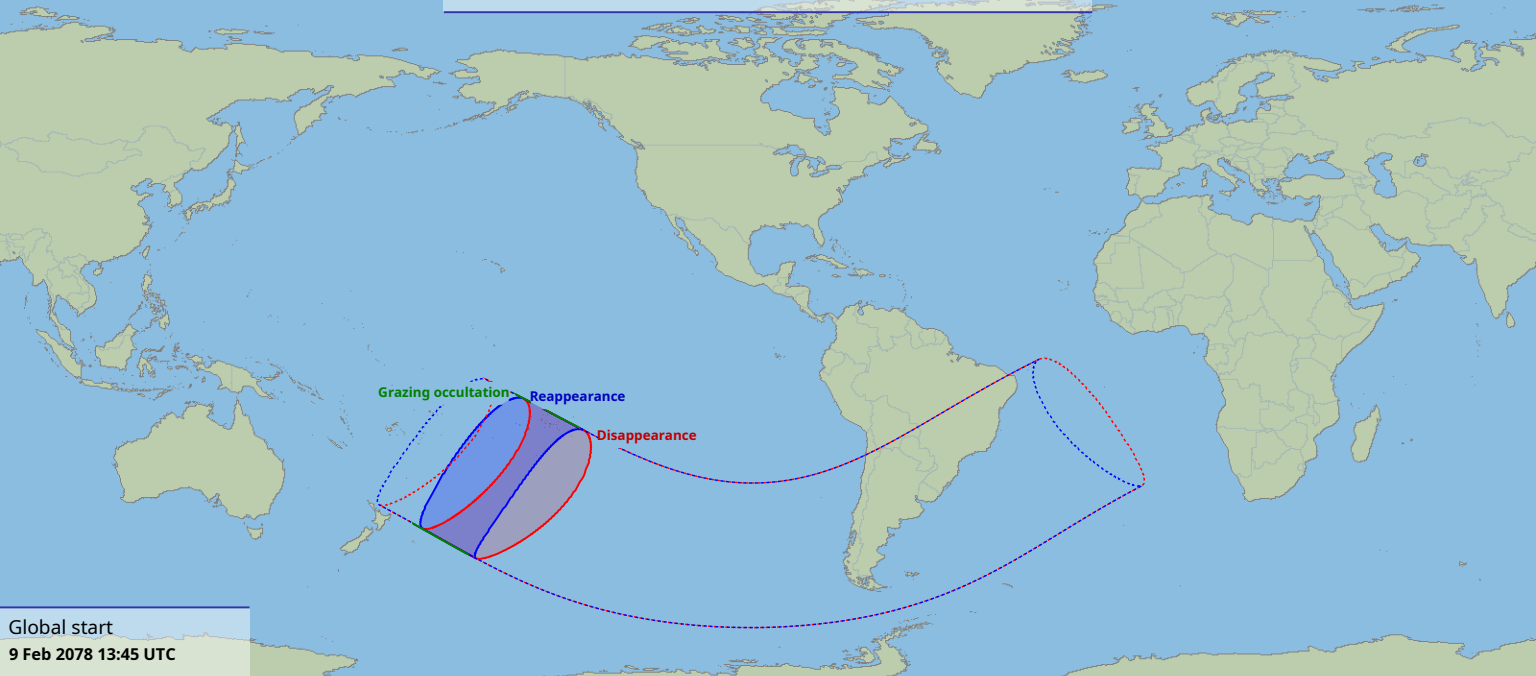 Grazing occultation
Reappearance
Disappearance
Global start
9 Feb 2078 13:45 UTC